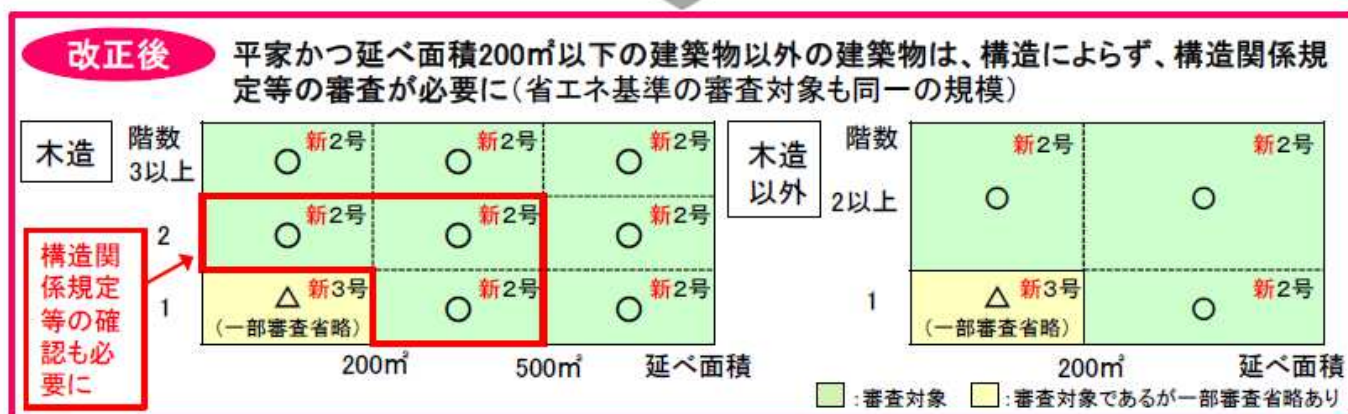 改正後
平家かつ延べ面積200㎡以下の建築物以外の建築物は、構造によらず、構造関係規
定等の審査が必要に(省エネ基準の審査対象も同一の規模)
木造
階数
3以上
○ 新2号
○ 新2号
○ 新2号
2
○ 新2号
○ 新2号
○ 新2号
1
△ 新3号
(一部審査省略)
○ 新2号
○ 新2号
200㎡
500㎡
延べ面積
構造関
係規定
等の確
認も必
要に
木造
以外
階数
2以上
新2号
○
新2号
○
1
△ 新3号
(一部審査省略)
新2号
○
200㎡
延べ面積
:審査対象
:審査対象であるが一部審査省略あり